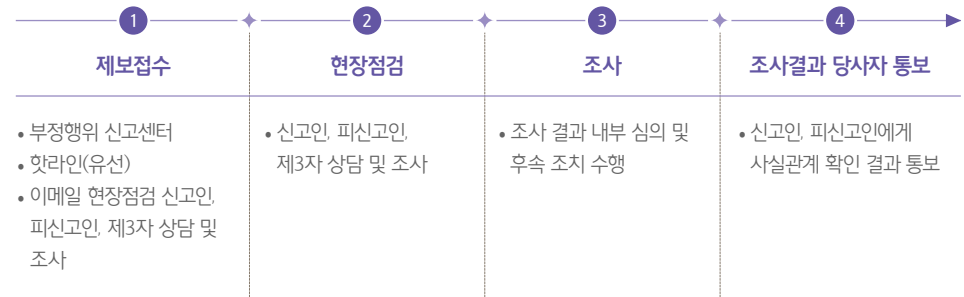 1
제보접수
• 부정행위 신고센터
• 핫라인(유선)
• 이메일 현장점검 신고인,
피신고인, 제3자 상담 및
조사
2
현장점검
• 신고인, 피신고인,
제3자 상담 및 조사
3
조사
• 조사 결과 내부 심의 및
후속 조치 수행
4
조사결과 당사자 통보
• 신고인, 피신고인에게
사실관계 확인 결과 통보